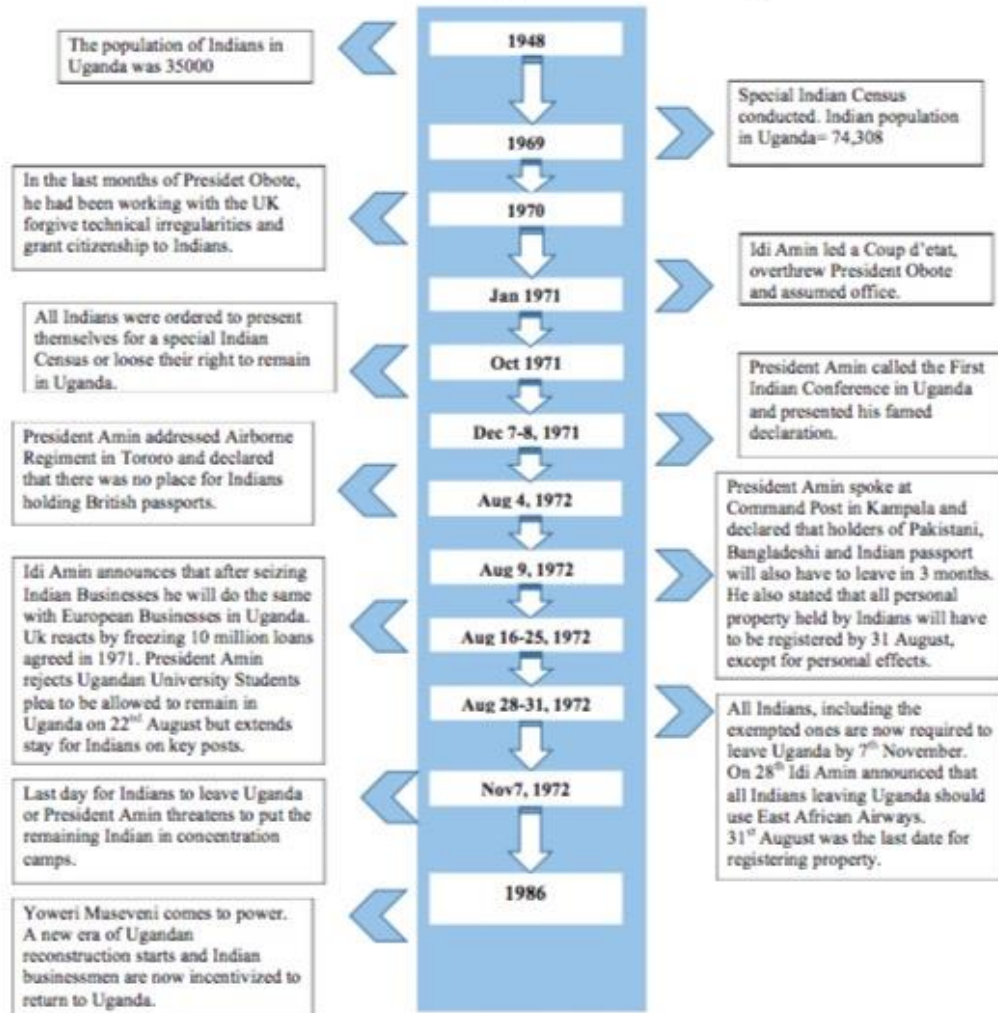 1948
The population of Indians in
Uganda was 35000
1969
Special Indian Census
conducted. Indian population
in Uganda= 74,308
1970
In the last months of Presidet Obote,
he had been working with the UK
forgive technical irregularities and
grant citizenship to Indians.
Jan 1971
Idi Amin led a Coup d'etat,
overthrew President Obote
and assumed office.
Oct 1971
All Indians were ordered to present
themselves for a special Indian
Census or loose their right to remain
in Uganda.
Dec 7-8, 1971
President Amin called the First
Indian Conference in Uganda
and presented his famed
declaration.
Aug 4, 1972
President Amin addressed Airborne
Regiment in Tororo and declared
that there was no place for Indians
holding British passports.
Aug 9, 1972
President Amin spoke at
Command Post in Kampala and
declared that holders of Pakistani,
Bangladeshi and Indian passport
will also have to leave in 3 months.
He also stated that all personal
property held by Indians will have
to be registered by 31 August,
except for personal effects.
Aug 16-25, 1972
Idi Amin announces that after seizing
Indian Businesses he will do the same
with European Businesses in Uganda.
Uk reacts by freezing 10 million loans
agreed in 1971. President Amin
rejects Ugandan University Students
plea to be allowed to remain in
Uganda on 22nd August but extends
stay for Indians on key posts.
Aug 28-31, 1972
All Indians, including the
exempted ones are now required to
leave Uganda by 7th November.
On 28th Idi Amin announced that
all Indians leaving Uganda should
use East African Airways.
31st August was the last date for
registering property.
Nov7, 1972
Last day for Indians to leave Uganda
or President Amin threatens to put the
remaining Indian in concentration
camps.
1986
Yoweri Museveni comes to power.
A new era of Ugandan
reconstruction starts and Indian
businessmen are now incentivized to
return to Uganda.